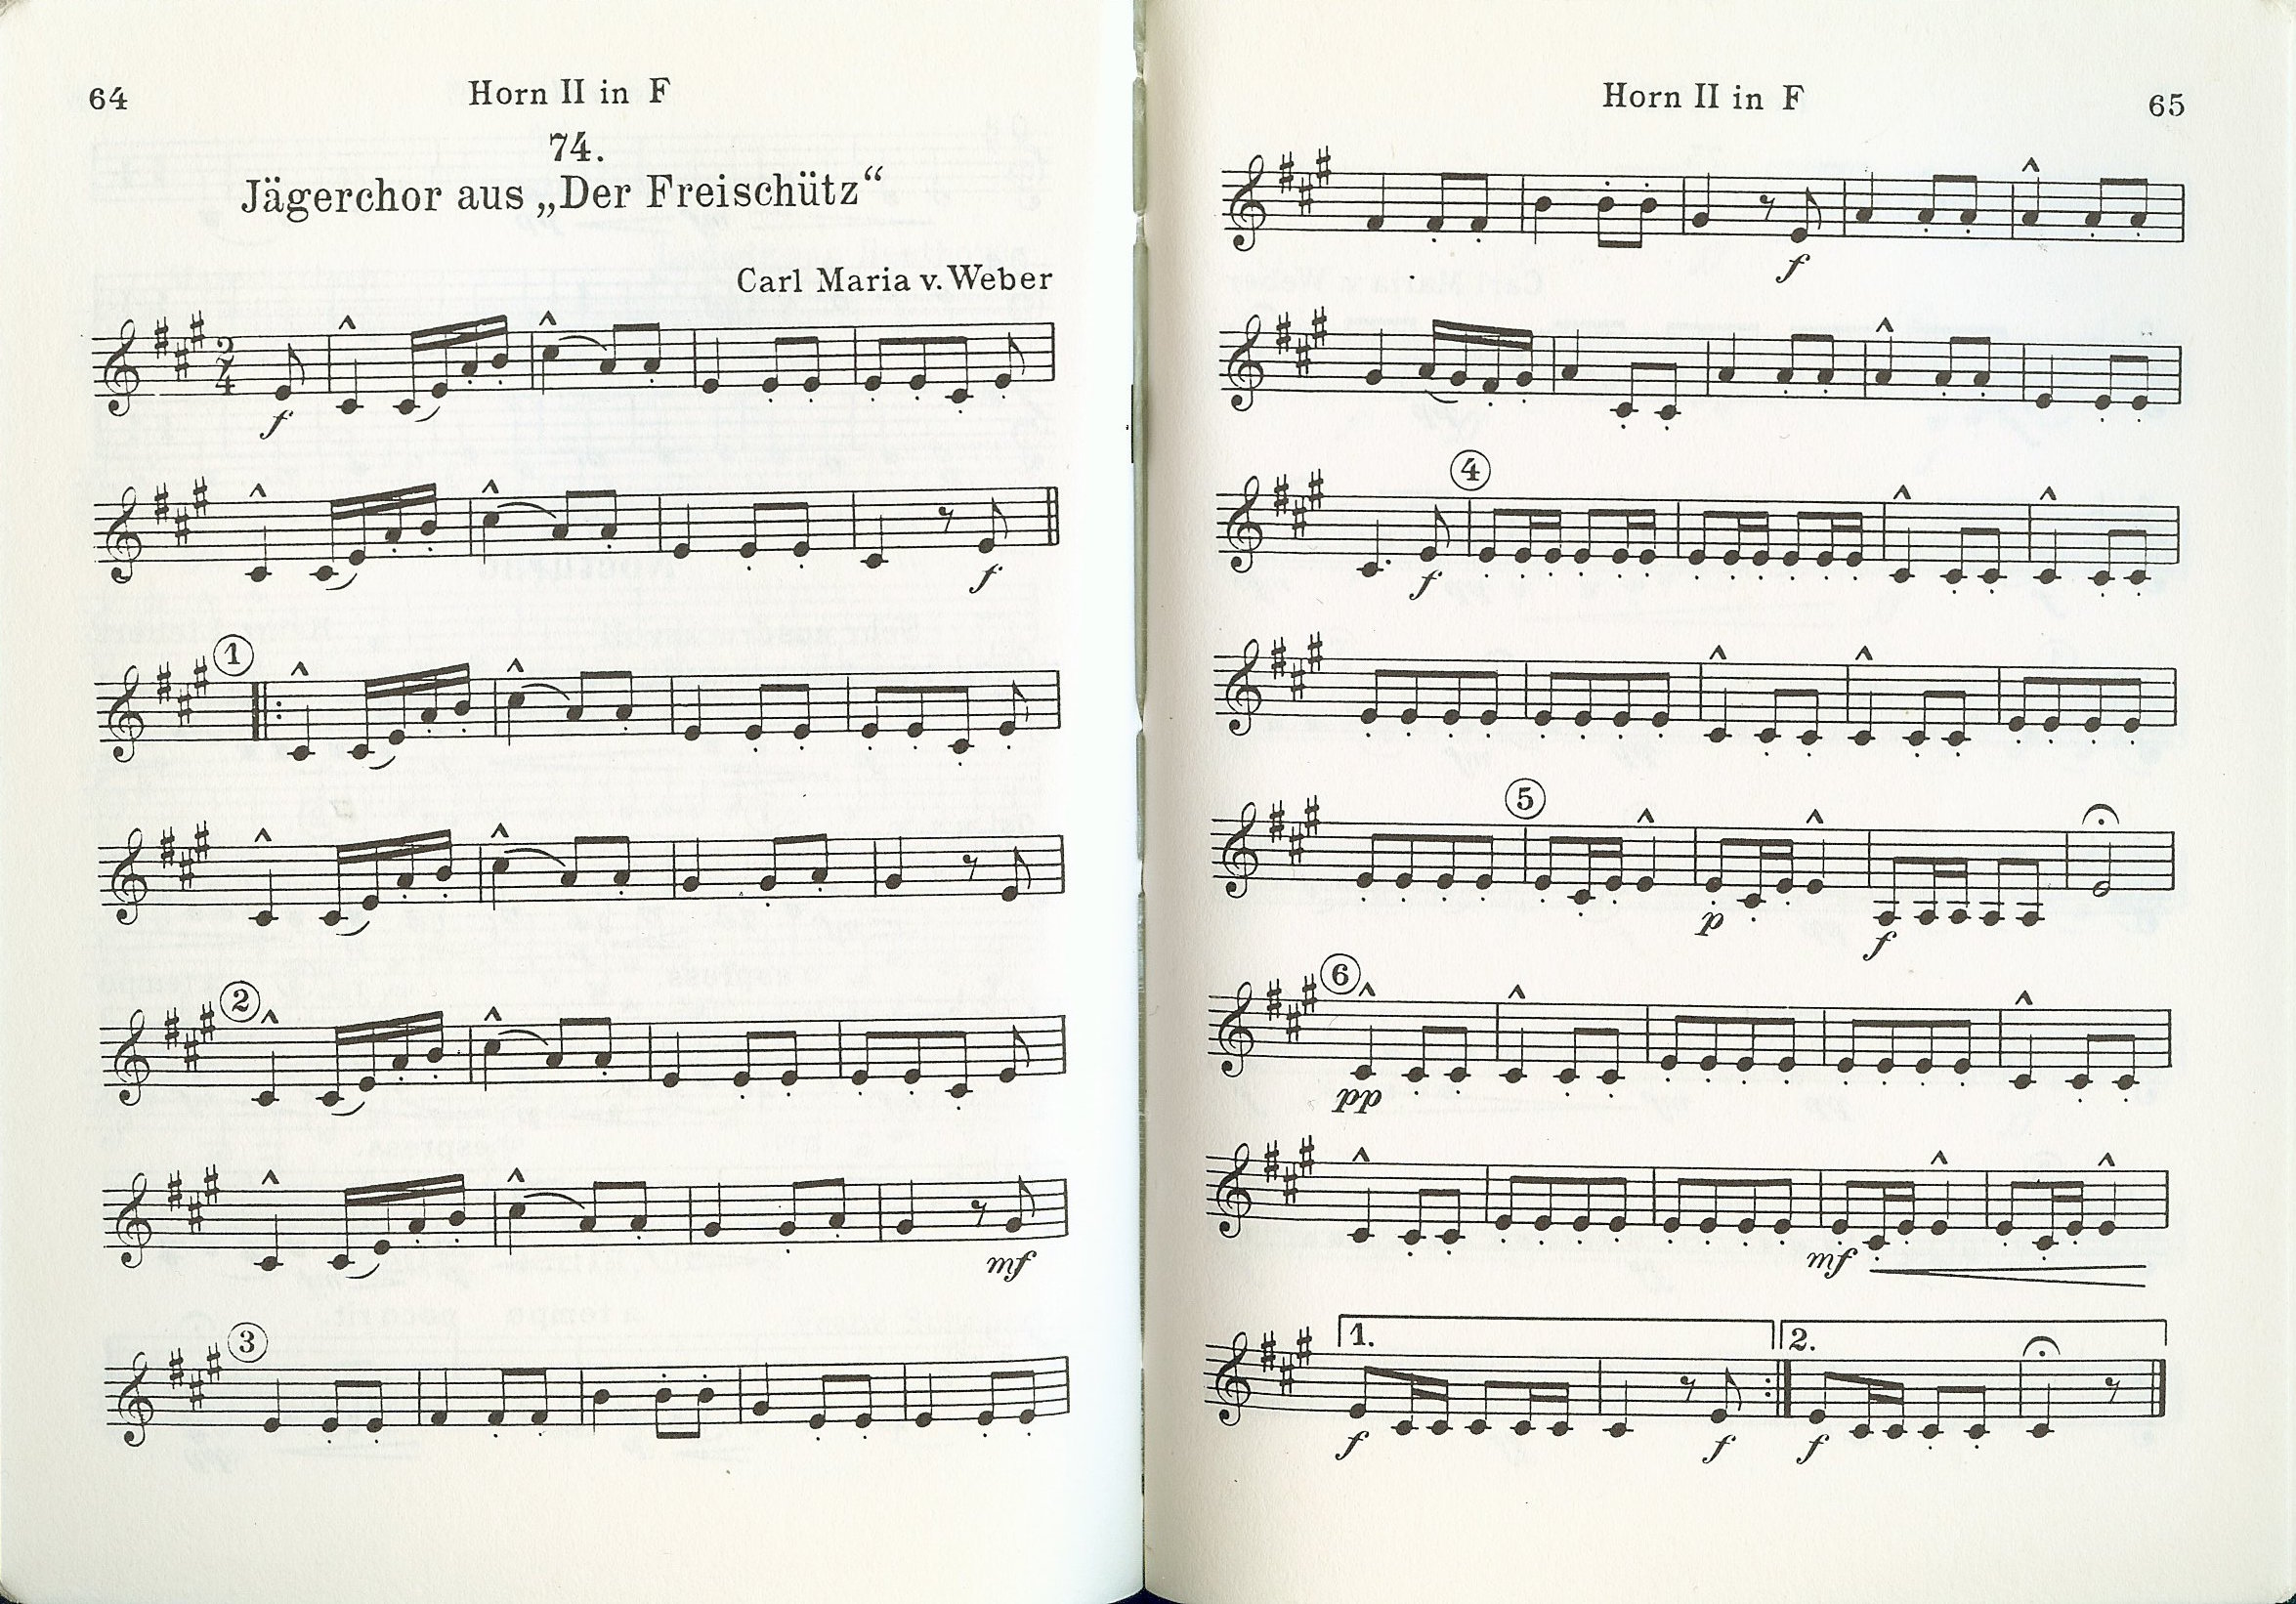 64
Horn II in F
74.
Jägerchor aus „Der Freischütz“
Carl Maria v. Weber
2
4
f
f
1
2
mf
3
Horn II in F
65
f
4
f
5
p
f
6
pp
mf
1.
2.
f
f
f